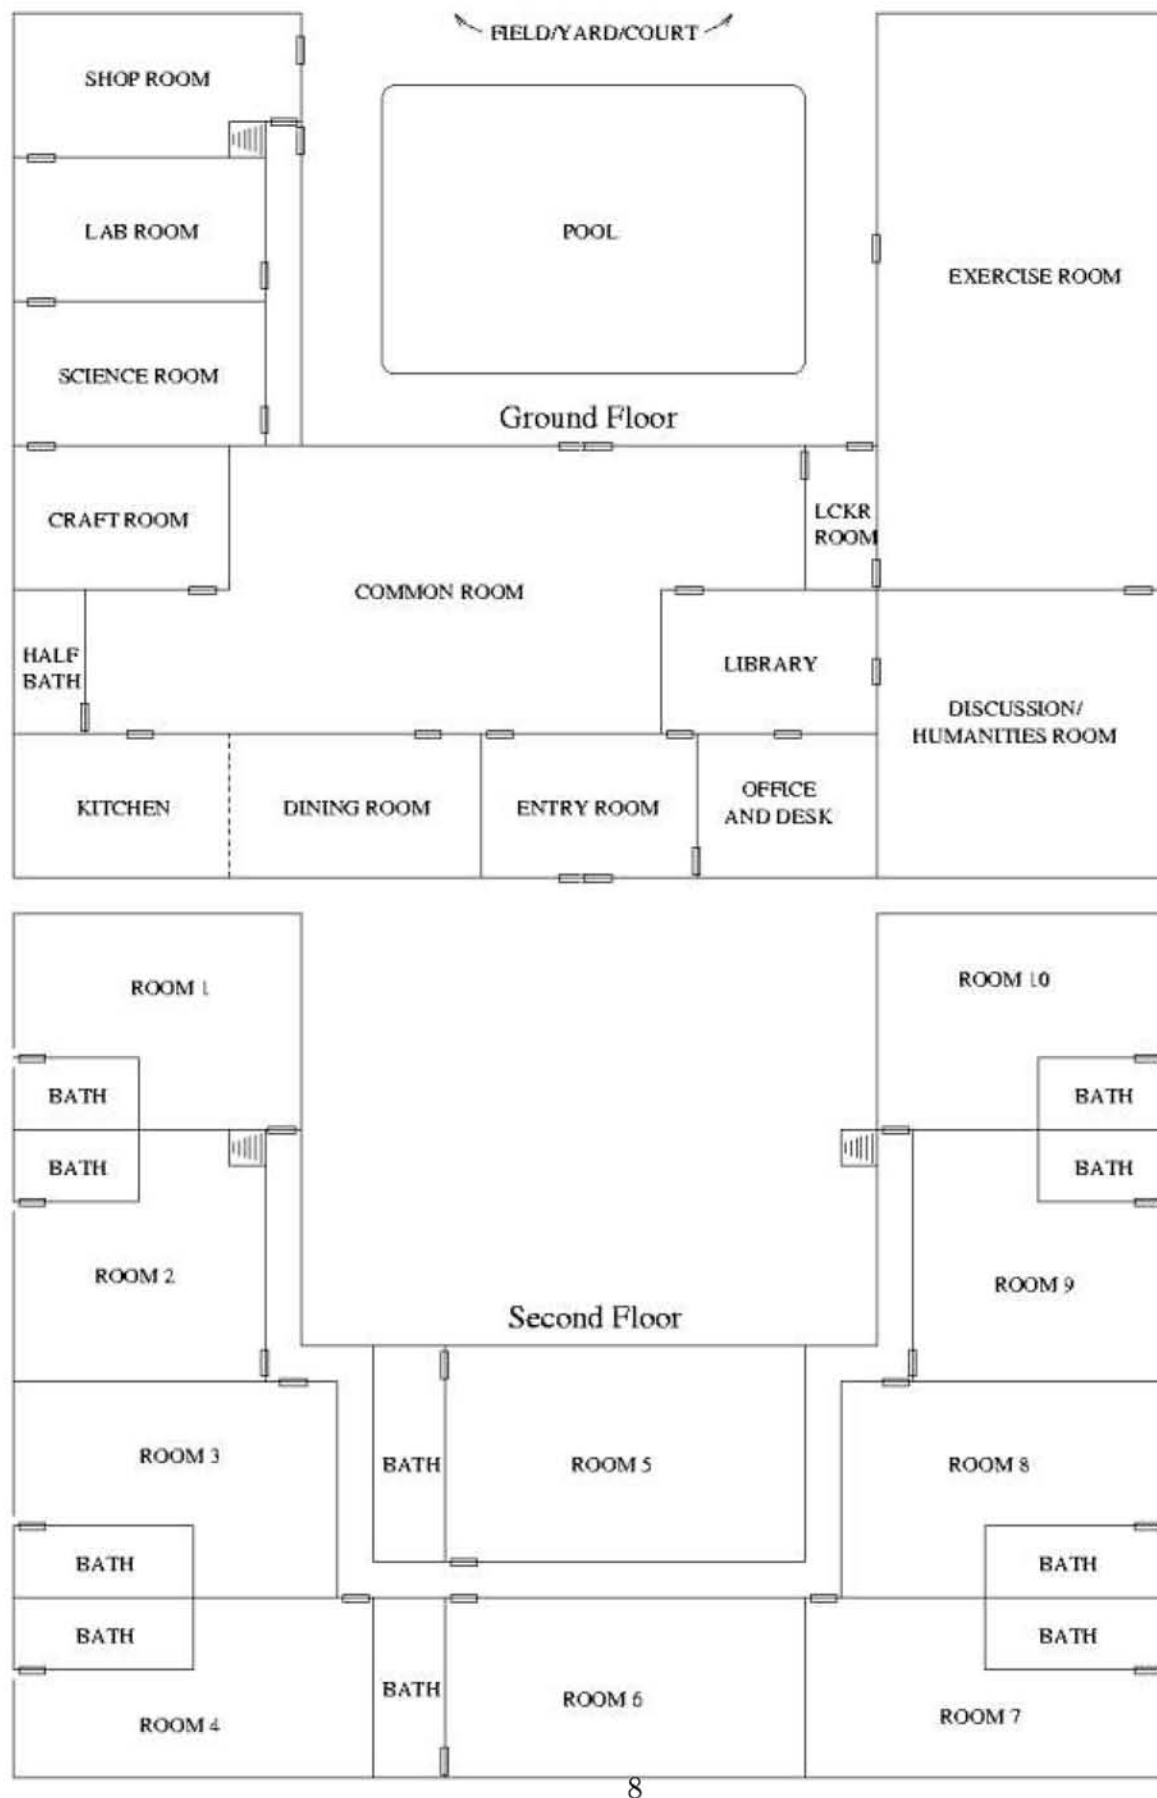 FIELD/YARD/COURT
SHOP ROOM
POOL
LAB ROOM
EXERCISE ROOM
SCIENCE ROOM
Ground Floor
CRAFT ROOM
LCKR
ROOM
COMMON ROOM
HALF
BATH
LIBRARY
DISCUSSION/
HUMANITIES ROOM
KITCHEN
DINING ROOM
ENTRY ROOM
OFFICE
AND DESK
ROOM 1
ROOM 10
BATH
BATH
BATH
BATH
ROOM 2
ROOM 9
Second Floor
ROOM 3
BATH
ROOM 5
ROOM 8
BATH
BATH
BATH
BATH
BATH
ROOM 4
ROOM 6
ROOM 7
8